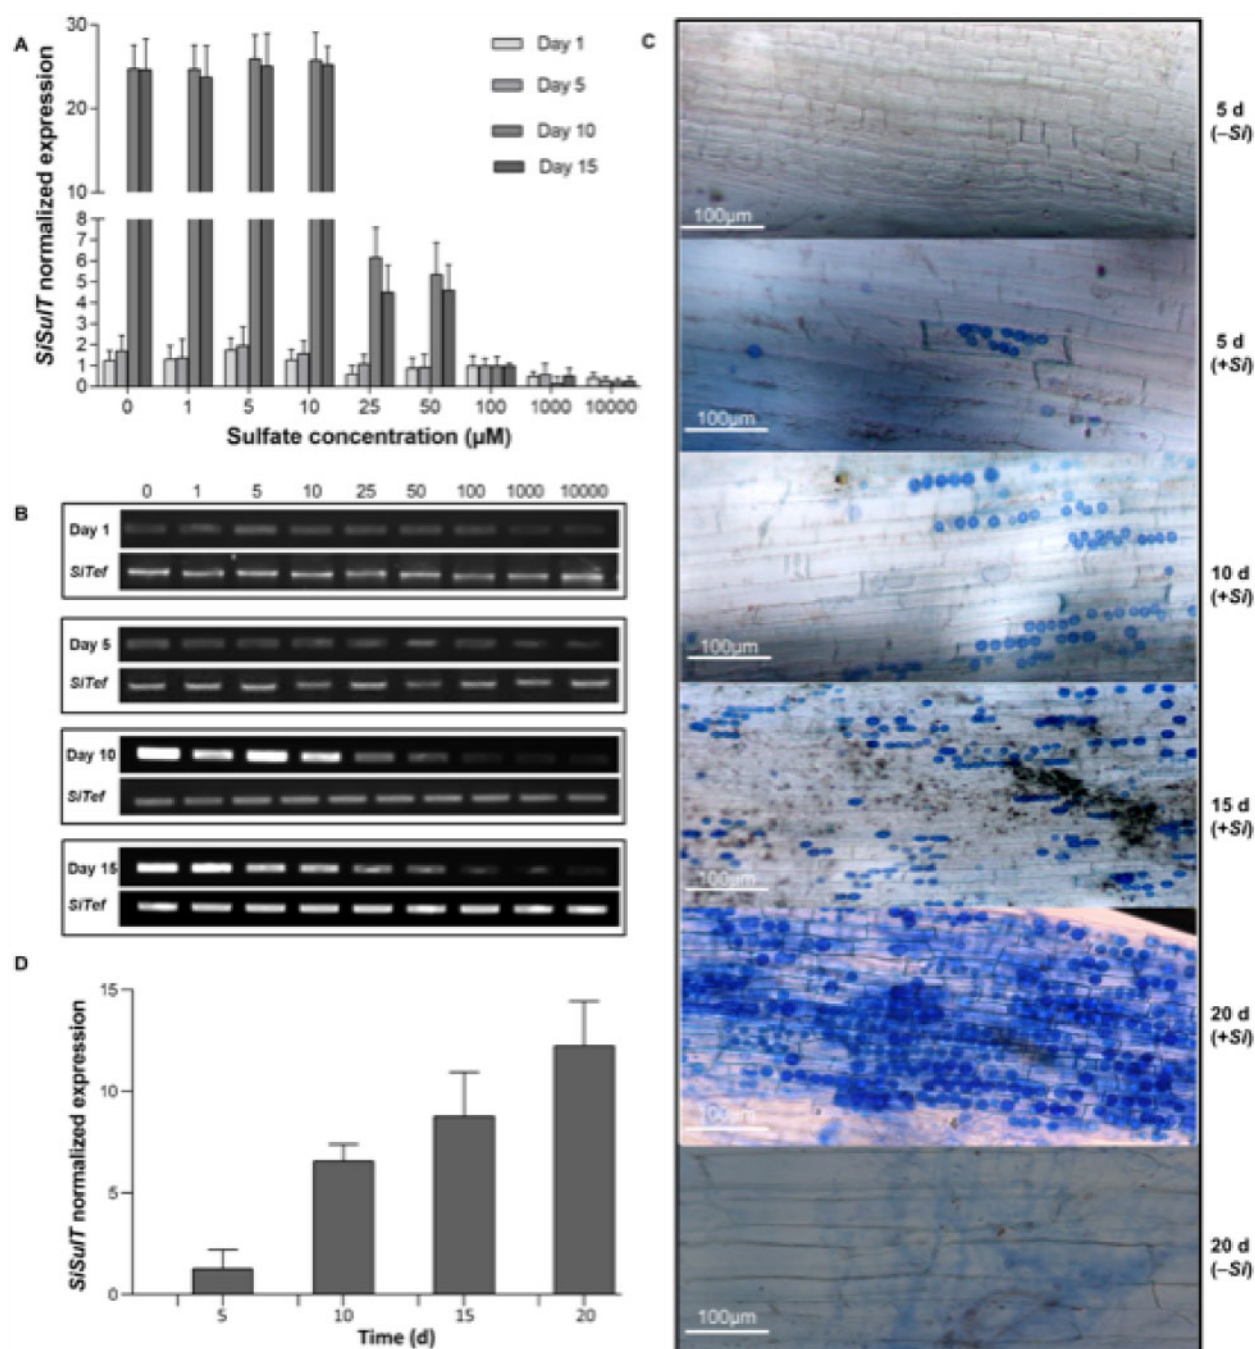 A
30
20
10
8
7
6
5
4
3
2
1
0
SiSulT normalized expression
Day 1
Day 5
Day 10
Day 15
0 1 5 10 25 50 100 1000 10000
Sulfate concentration (µM)
B
0 1 5 10 25 50 100 1000 10000
Day 1
SiTef
Day 5
SiTef
Day 10
SiTef
Day 15
SiTef
C
100µm
5 d
(–Si)
100µm
5 d
(+Si)
100µm
10 d
(+Si)
100µm
15 d
(+Si)
100µm
20 d
(+Si)
100µm
20 d
(–Si)
D
15
10
5
0
SiSulT normalized expression
5 10 15 20
Time (d)